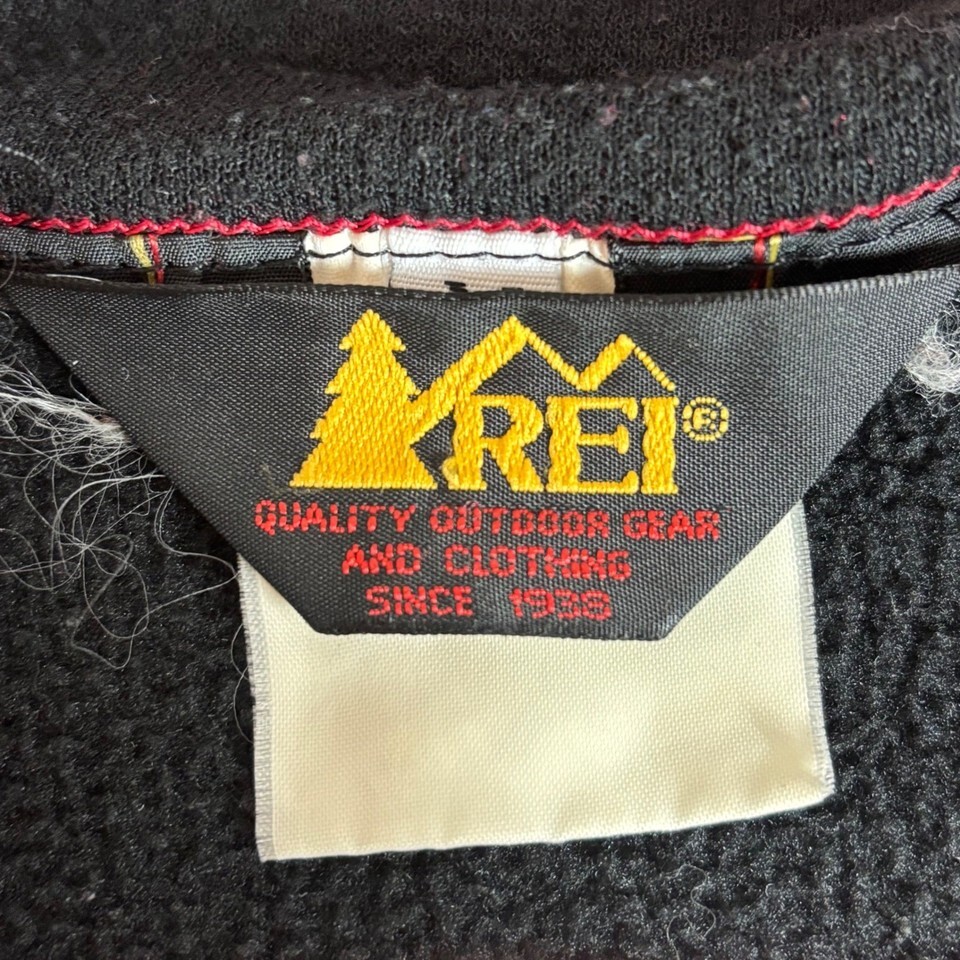 REI®
QUALITY OUTDOOR GEAR
AND CLOTHING
SINCE 1938